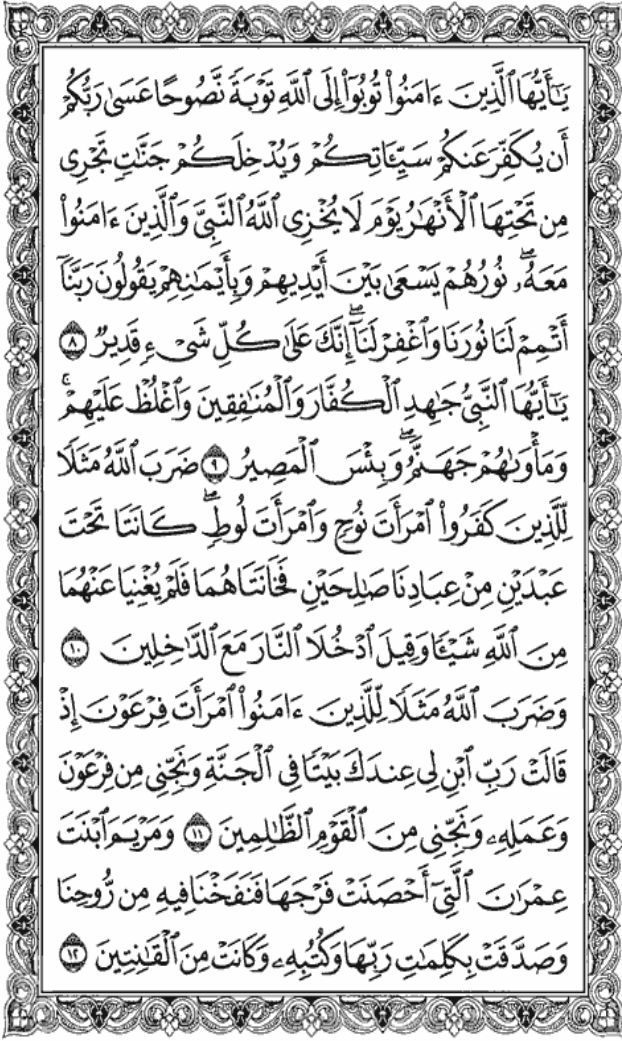 يَٰٓأَيُّهَا ٱلَّذِينَ ءَامَنُوا۟ تُوبُوٓا۟ إِلَى ٱللَّهِ تَوْبَةً نَّصُوحًا عَسَىٰ رَبُّكُمْ
أَن يُكَفِّرَ عَنكُمْ سَيِّـَٔاتِكُمْ وَيُدْخِلَكُمْ جَنَّٰتٍ تَجْرِى
مِن تَحْتِهَا ٱلْأَنْهَٰرُ يَوْمَ لَا يُخْزِى ٱللَّهُ ٱلنَّبِىَّ وَٱلَّذِينَ ءَامَنُوا۟
مَعَهُۥ ۖ نُورُهُمْ يَسْعَىٰ بَيْنَ أَيْدِيهِمْ وَبِأَيْمَٰنِهِمْ يَقُولُونَ رَبَّنَآ
أَتْمِمْ لَنَا نُورَنَا وَٱغْفِرْ لَنَآ ۖ إِنَّكَ عَلَىٰ كُلِّ شَىْءٍ قَدِيرٌ ٨
يَٰٓأَيُّهَا ٱلنَّبِىُّ جَٰهِدِ ٱلْكُفَّارَ وَٱلْمُنَٰفِقِينَ وَٱغْلُظْ عَلَيْهِمْ ۚ
وَمَأْوَىٰهُمْ جَهَنَّمُ ۖ وَبِئْسَ ٱلْمَصِيرُ ٩ ضَرَبَ ٱللَّهُ مَثَلًا
لِّلَّذِينَ كَفَرُوا۟ ٱمْرَأَتَ نُوحٍ وَٱمْرَأَتَ لُوطٍ ۖ كَانَتَا تَحْتَ
عَبْدَيْنِ مِنْ عِبَادِنَا صَٰلِحَيْنِ فَخَانَتَاهُمَا فَلَمْ يُغْنِيَا عَنْهُمَا
مِنَ ٱللَّهِ شَيْـًٔا وَقِيلَ ٱدْخُلَا ٱلنَّارَ مَعَ ٱلدَّٰخِلِينَ ١٠
وَضَرَبَ ٱللَّهُ مَثَلًا لِّلَّذِينَ ءَامَنُوا۟ ٱمْرَأَتَ فِرْعَوْنَ إِذْ
قَالَتْ رَبِّ ٱبْنِ لِى عِندَكَ بَيْتًا فِى ٱلْجَنَّةِ وَنَجِّنِى مِن فِرْعَوْنَ
وَعَمَلِهِۦ وَنَجِّنِى مِنَ ٱلْقَوْمِ ٱلظَّٰلِمِينَ ١١ وَمَرْيَمَ ٱبْنَتَ
عِمْرَٰنَ ٱلَّتِىٓ أَحْصَنَتْ فَرْجَهَا فَنَفَخْنَا فِيهِ مِن رُّوحِنَا
وَصَدَّقَتْ بِكَلِمَٰتِ رَبِّهَا وَكُتُبِهِۦ وَكَانَتْ مِنَ ٱلْقَٰنِتِينَ ١٢